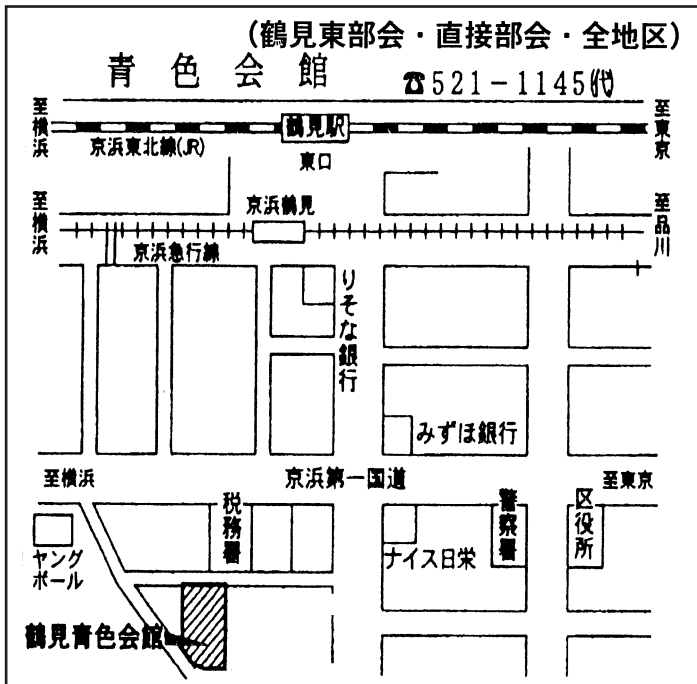 (鶴見東部会・直接部会・全地区)
青色会館
☎521-1145㈹
至横浜
鶴見駅
至東京
京浜東北線(JR)
東口
至横浜
京浜鶴見
至品川
京浜急行線
りそな銀行
みずほ銀行
至横浜
京浜第一国道
至東京
税務署
警察署
区役所
ヤング
ボール
ナイス日栄
鶴見青色会館